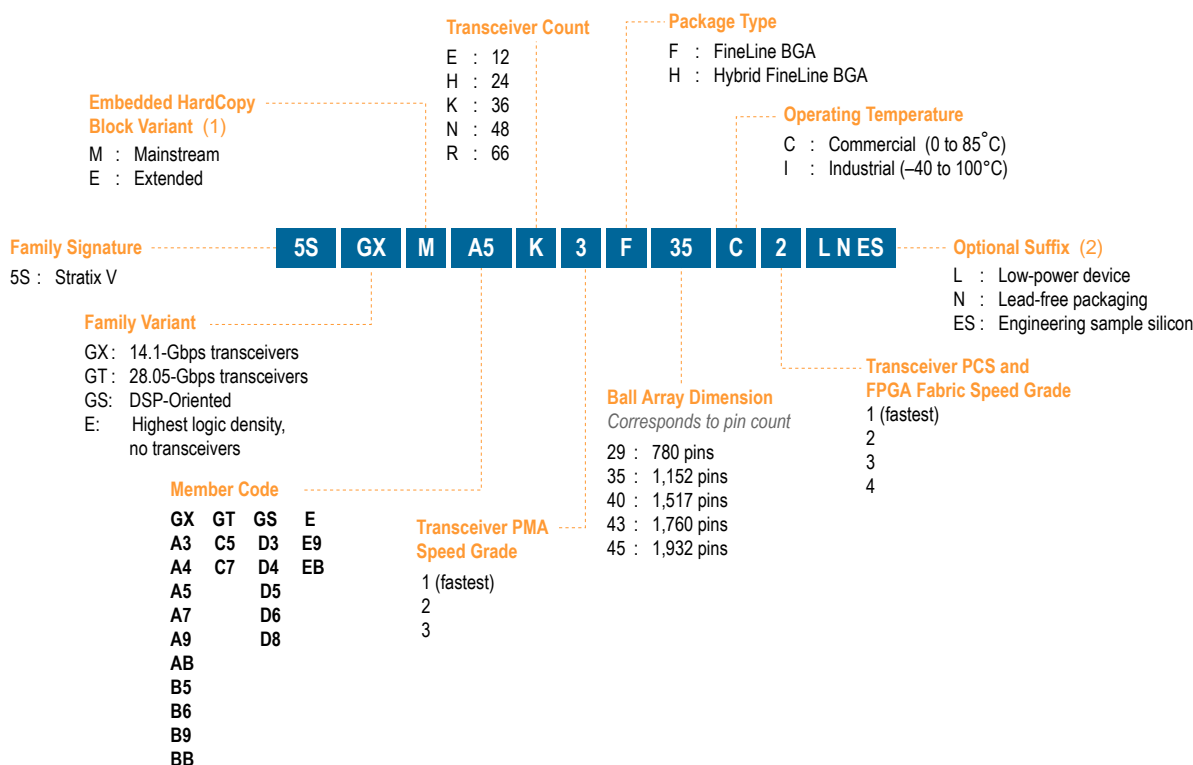 Transceiver Count
E : 12
H : 24
K : 36
N : 48
R : 66
Package Type
F : FineLine BGA
H : Hybrid FineLine BGA
Embedded HardCopy
Block Variant (1)
M : Mainstream
E : Extended
Operating Temperature
C : Commercial (0 to 85°C)
I : Industrial (–40 to 100°C)
Family Signature
5S : Stratix V
5S GX M A5 K 3 F 35 C 2 L N ES
Optional Suffix (2)
L : Low-power device
N : Lead-free packaging
ES : Engineering sample silicon
Family Variant
GX : 14.1-Gbps transceivers
GT : 28.05-Gbps transceivers
GS: DSP-Oriented
E: Highest logic density,
no transceivers
Member Code
GX GT GS E
A3 C5 D3 E9
A4 C7 D4 EB
A5 D5
A7 D6
A9 D8
AB
B5
B6
B9
BB
Transceiver PMA
Speed Grade
1 (fastest)
2
3
Ball Array Dimension
Corresponds to pin count
29 : 780 pins
35 : 1,152 pins
40 : 1,517 pins
43 : 1,760 pins
45 : 1,932 pins
Transceiver PCS and
FPGA Fabric Speed Grade
1 (fastest)
2
3
4